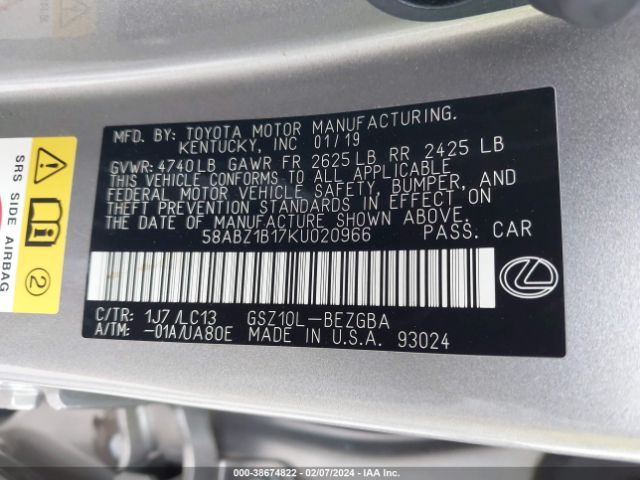 MFD. BY: TOYOTA MOTOR MANUFACTURING.
KENTUCKY, INC 01/19
GVWR:4740LB GAWR FR 2625LB RR 2425 LB
THIS VEHICLE CONFORMS TO ALL APPLICABLE
FEDERAL MOTOR VEHICLE SAFETY, BUMPER, AND
THEFT PREVENTION STANDARDS IN EFFECT ON
THE DATE OF MANUFACTURE SHOWN ABOVE.
58ABZ1B17KU020966 PASS. CAR
C/TR: 1J7 /LC13 GSZ10L-BEZGBA
A/TM: -01A/UA80E MADE IN U.S.A. 93024
SRS SIDE AIRBAG
2
000-38674822 - 02/07/2024 - IAA Inc.